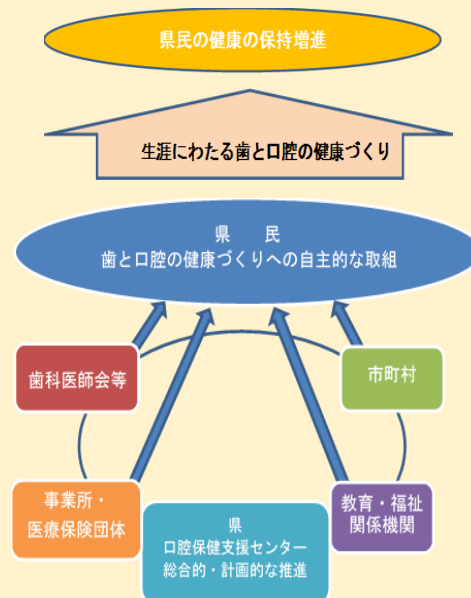 県民の健康の保持増進
生涯にわたる歯と口腔の健康づくり
県　民
歯と口腔の健康づくりへの自主的な取組
歯科医師会等
市町村
事業所・
医療保険団体
県
口腔保健支援センター
総合的・計画的な推進
教育・福祉
関係機関